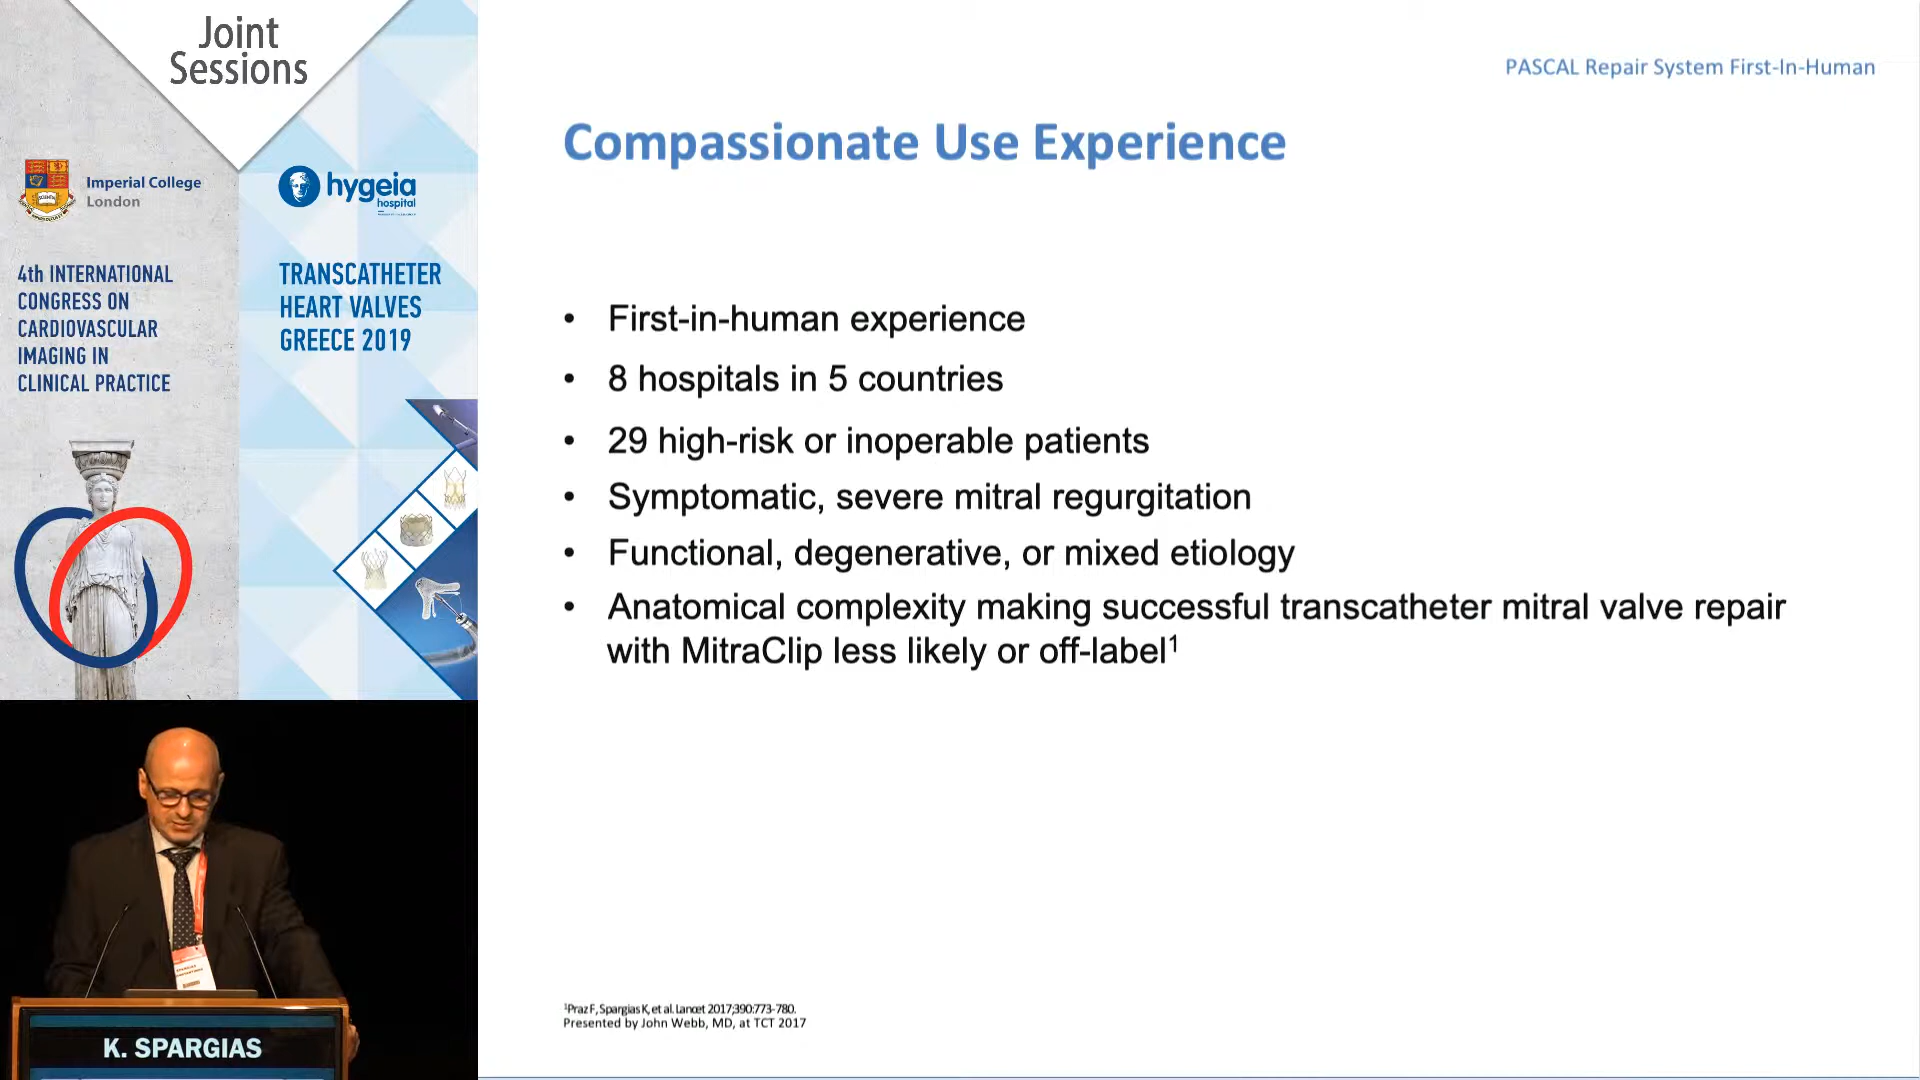 Joint
Sessions
Imperial College
London
hygeia
hospital
4th INTERNATIONAL
CONGRESS ON
CARDIOVASCULAR
IMAGING IN
CLINICAL PRACTICE
TRANSCATHETER
HEART VALVES
GREECE 2019
K. SPARGIAS
PASCAL Repair System First-In-Human
Compassionate Use Experience
• First-in-human experience
• 8 hospitals in 5 countries
• 29 high-risk or inoperable patients
• Symptomatic, severe mitral regurgitation
• Functional, degenerative, or mixed etiology
• Anatomical complexity making successful transcatheter mitral valve repair
with MitraClip less likely or off-label¹
¹Praz F, Spargias K, et al. Lancet 2017;390:773-780.
Presented by John Webb, MD, at TCT 2017